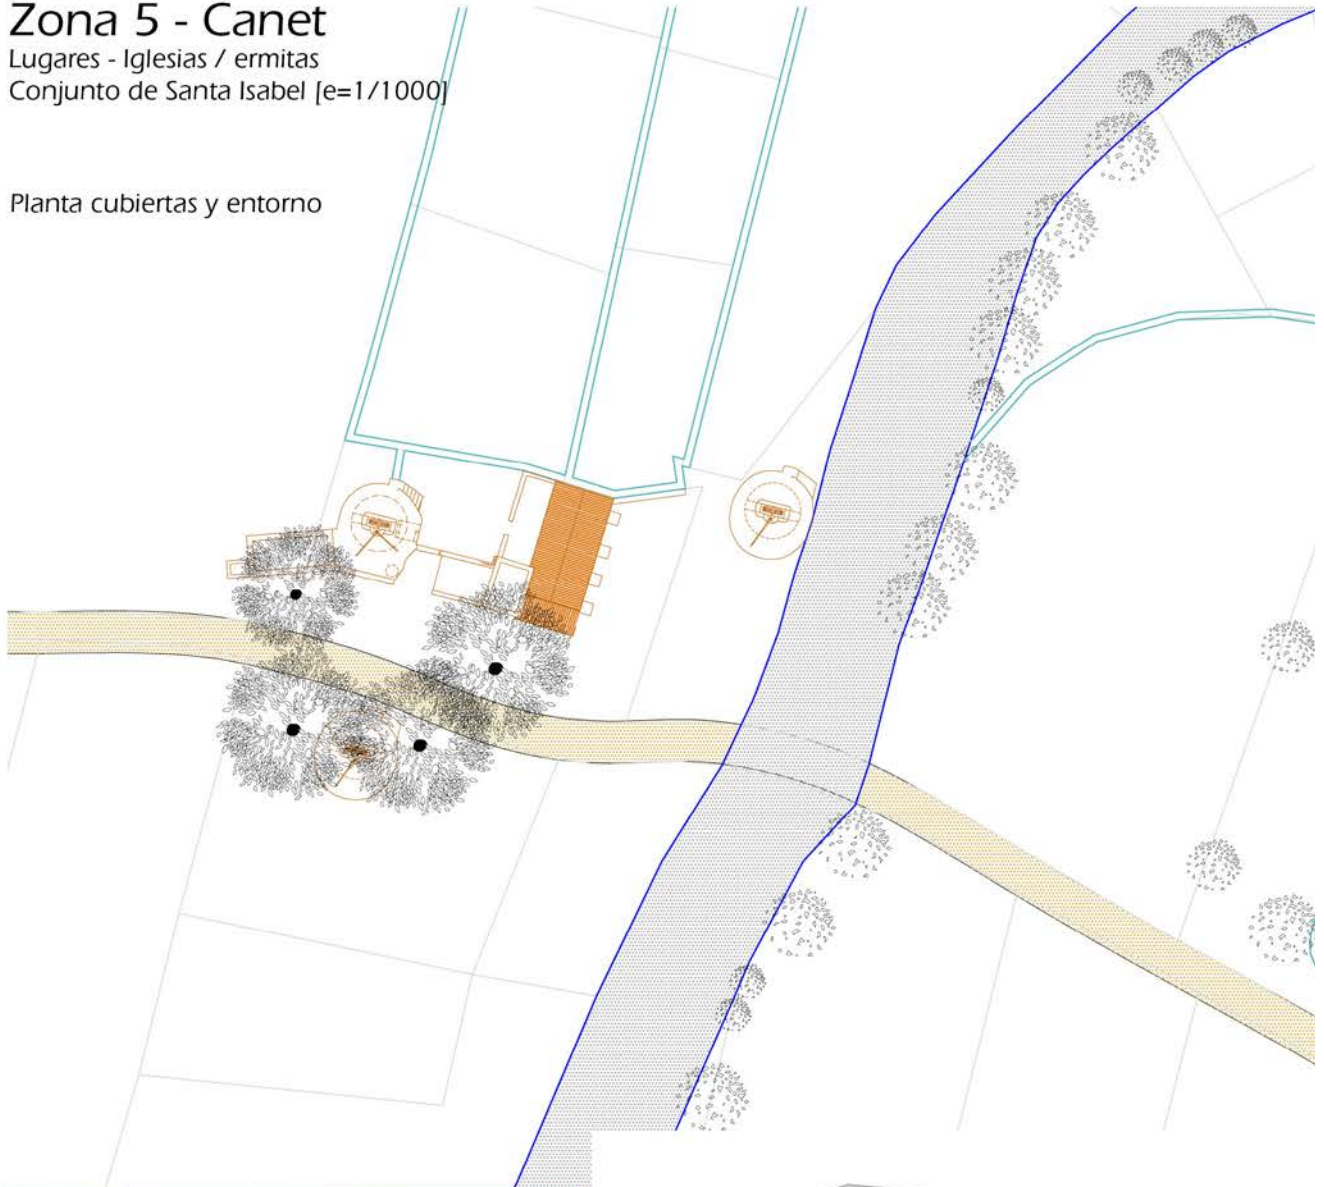 Zona 5 - Canet
Lugares - Iglesias / ermitas
Conjunto de Santa Isabel [e=1/1000]
Planta cubiertas y entorno